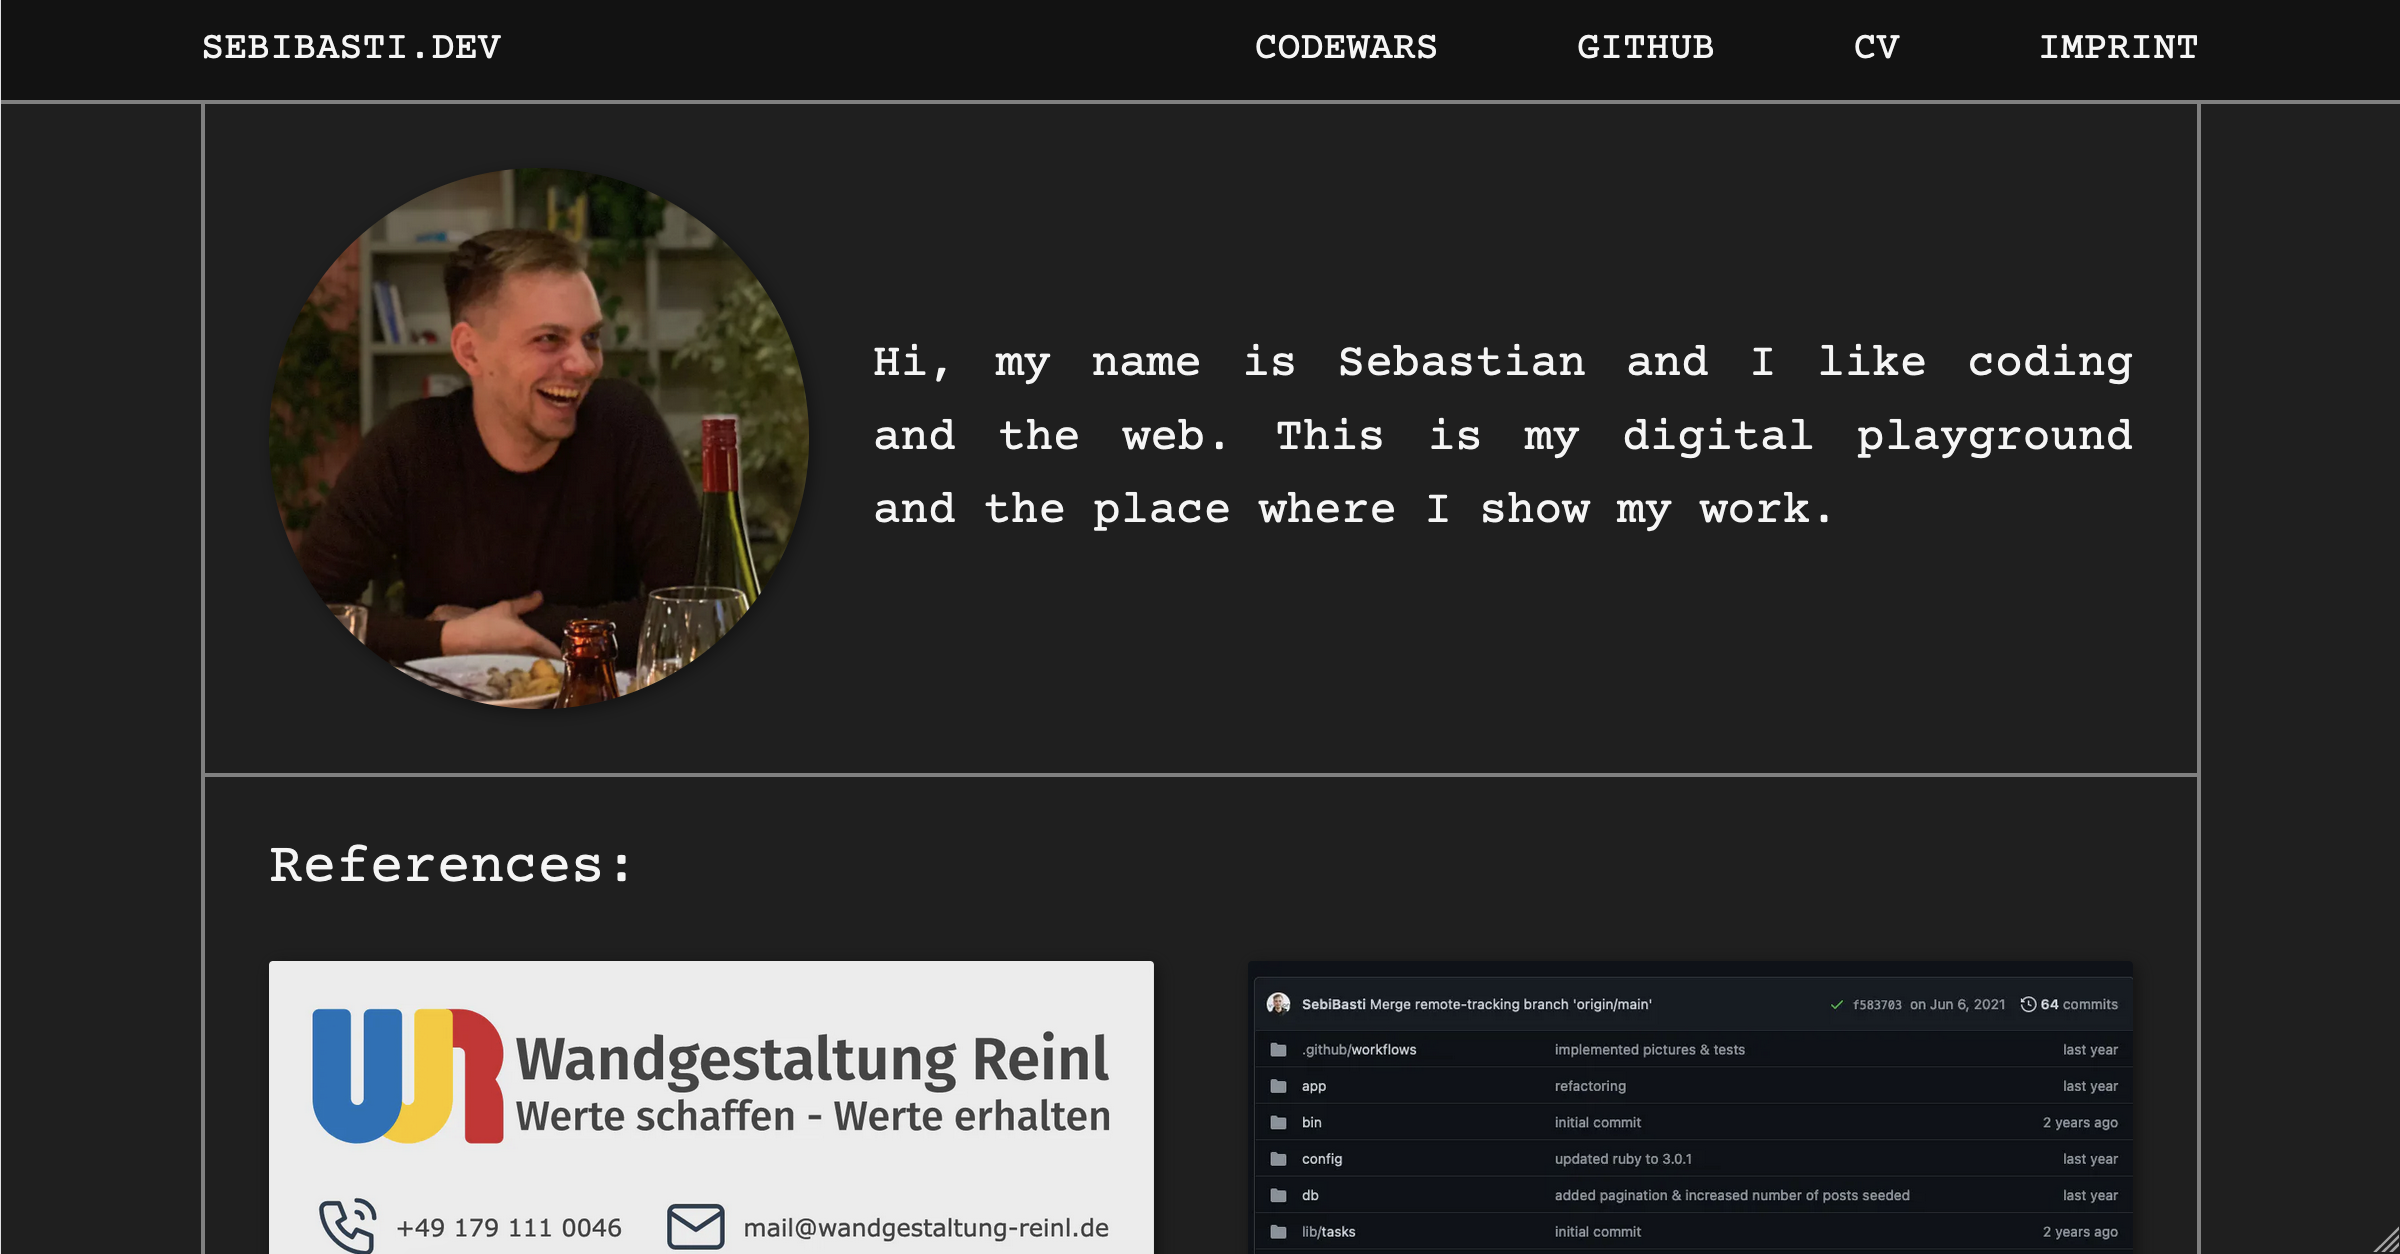 SEBIBASTI.DEV CODEWARS GITHUB CV IMPRINT
Hi, my name is Sebastian and I like coding
and the web. This is my digital playground
and the place where I show my work.
References:
Wandgestaltung Reinl
Werte schaffen - Werte erhalten
+49 179 111 0046 mail@wandgestaltung-reinl.de
SebiBasti Merge remote-tracking branch 'origin/main' f583703 on Jun 6, 2021 64 commits
.github/workflows implemented pictures & tests last year
app refactoring last year
bin initial commit 2 years ago
config updated ruby to 3.0.1 last year
db added pagination & increased number of posts seeded last year
lib/tasks initial commit 2 years ago